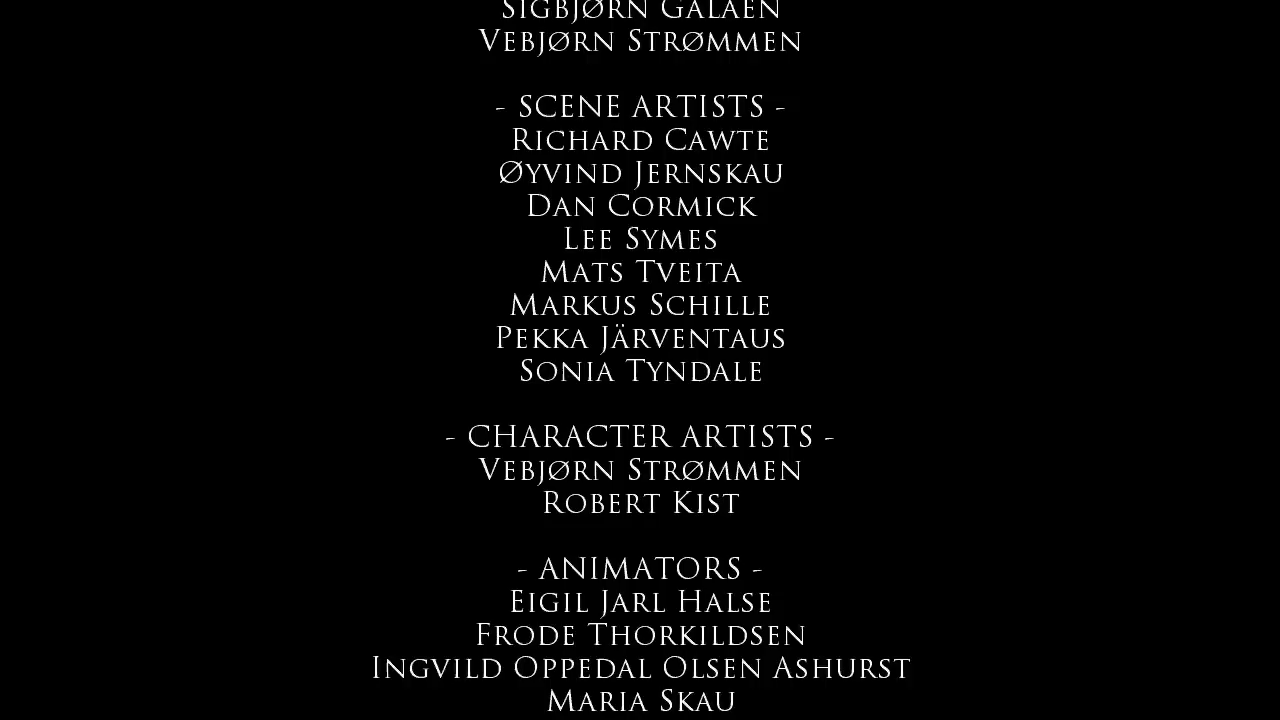 Sigbjørn Galaen
Vebjørn Strømmen
- SCENE ARTISTS -
Richard Cawte
Øyvind Jernskau
Dan Cormick
Lee Symes
Mats Tveita
Markus Schille
Pekka Järventaus
Sonia Tyndale
- CHARACTER ARTISTS -
Vebjørn Strømmen
Robert Kist
- ANIMATORS -
Eigil Jarl Halse
Frode Thorkildsen
Ingvild Oppedal Olsen Ashurst
Maria Skau